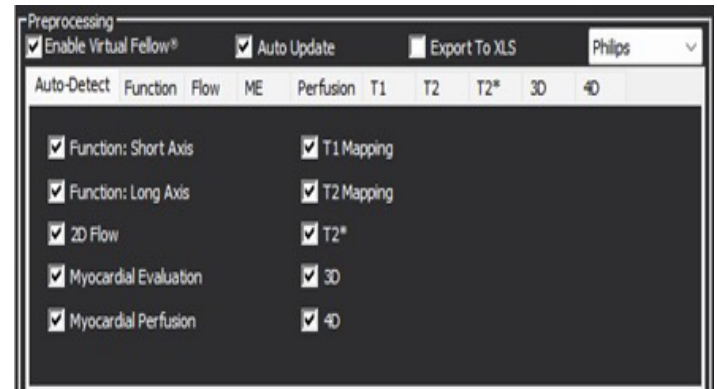 Preprocessing
Enable Virtual Fellow® Auto Update Export To XLS Philips
Auto-Detect Function Flow ME Perfusion T1 T2 T2* 3D 4D
Function: Short Axis T1 Mapping
Function: Long Axis T2 Mapping
2D Flow T2*
Myocardial Evaluation 3D
Myocardial Perfusion 4D